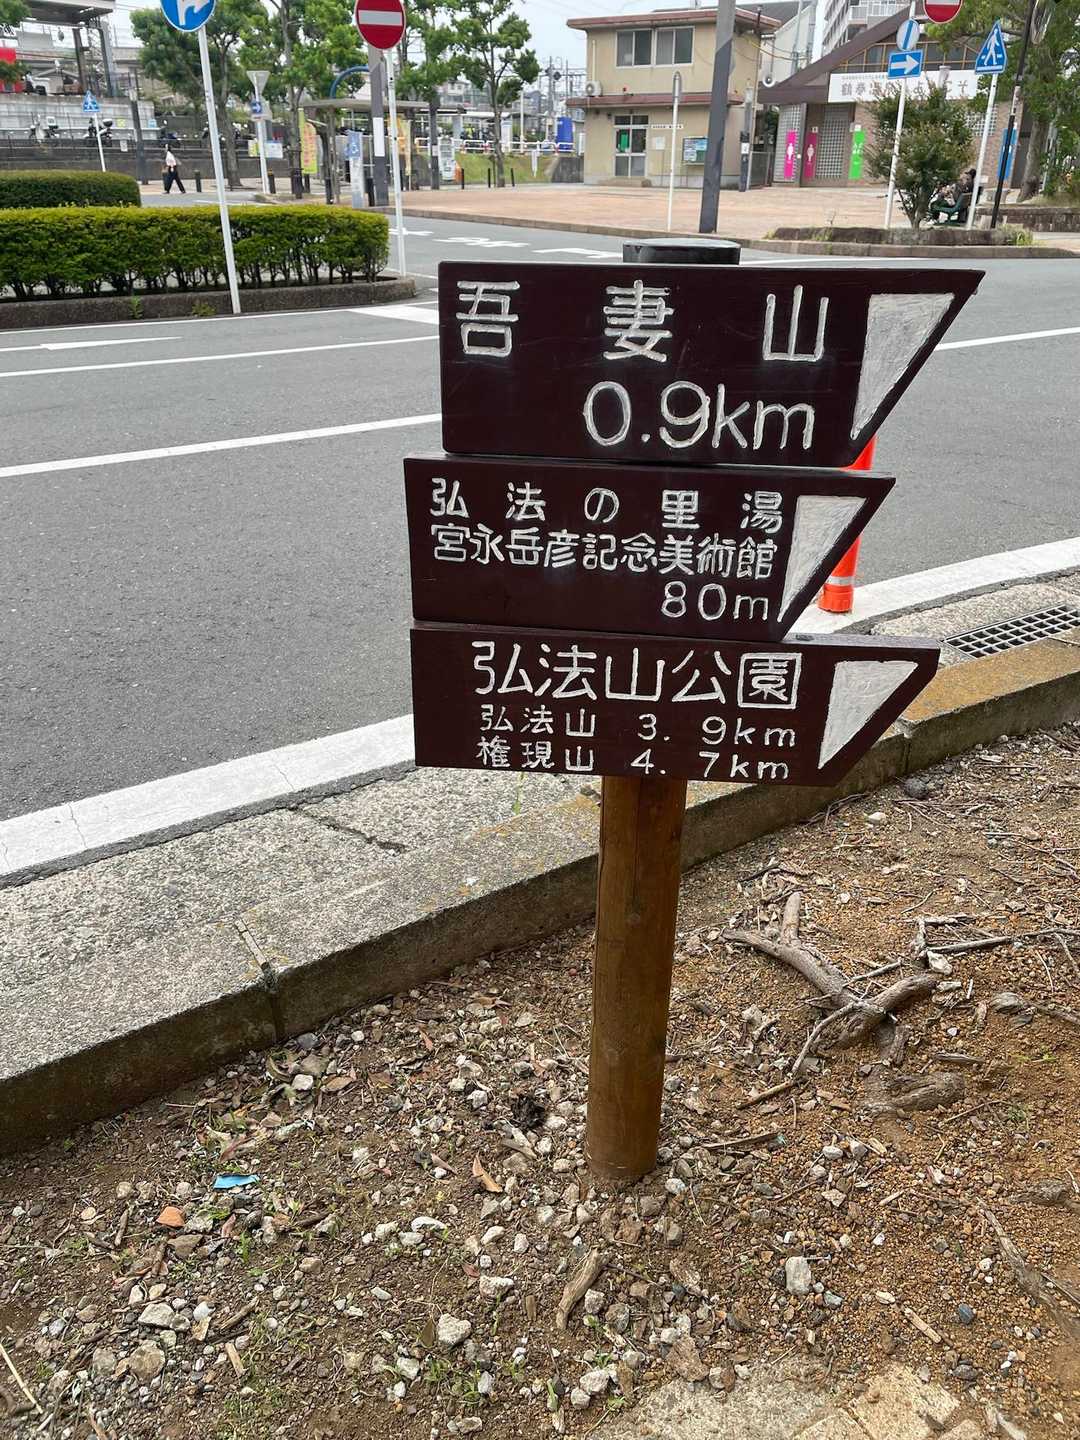 吾妻山
0.9km
弘法の里湯
宮永岳彦記念美術館
80m
弘法山公園
弘法山 3.9km
権現山 4.7km